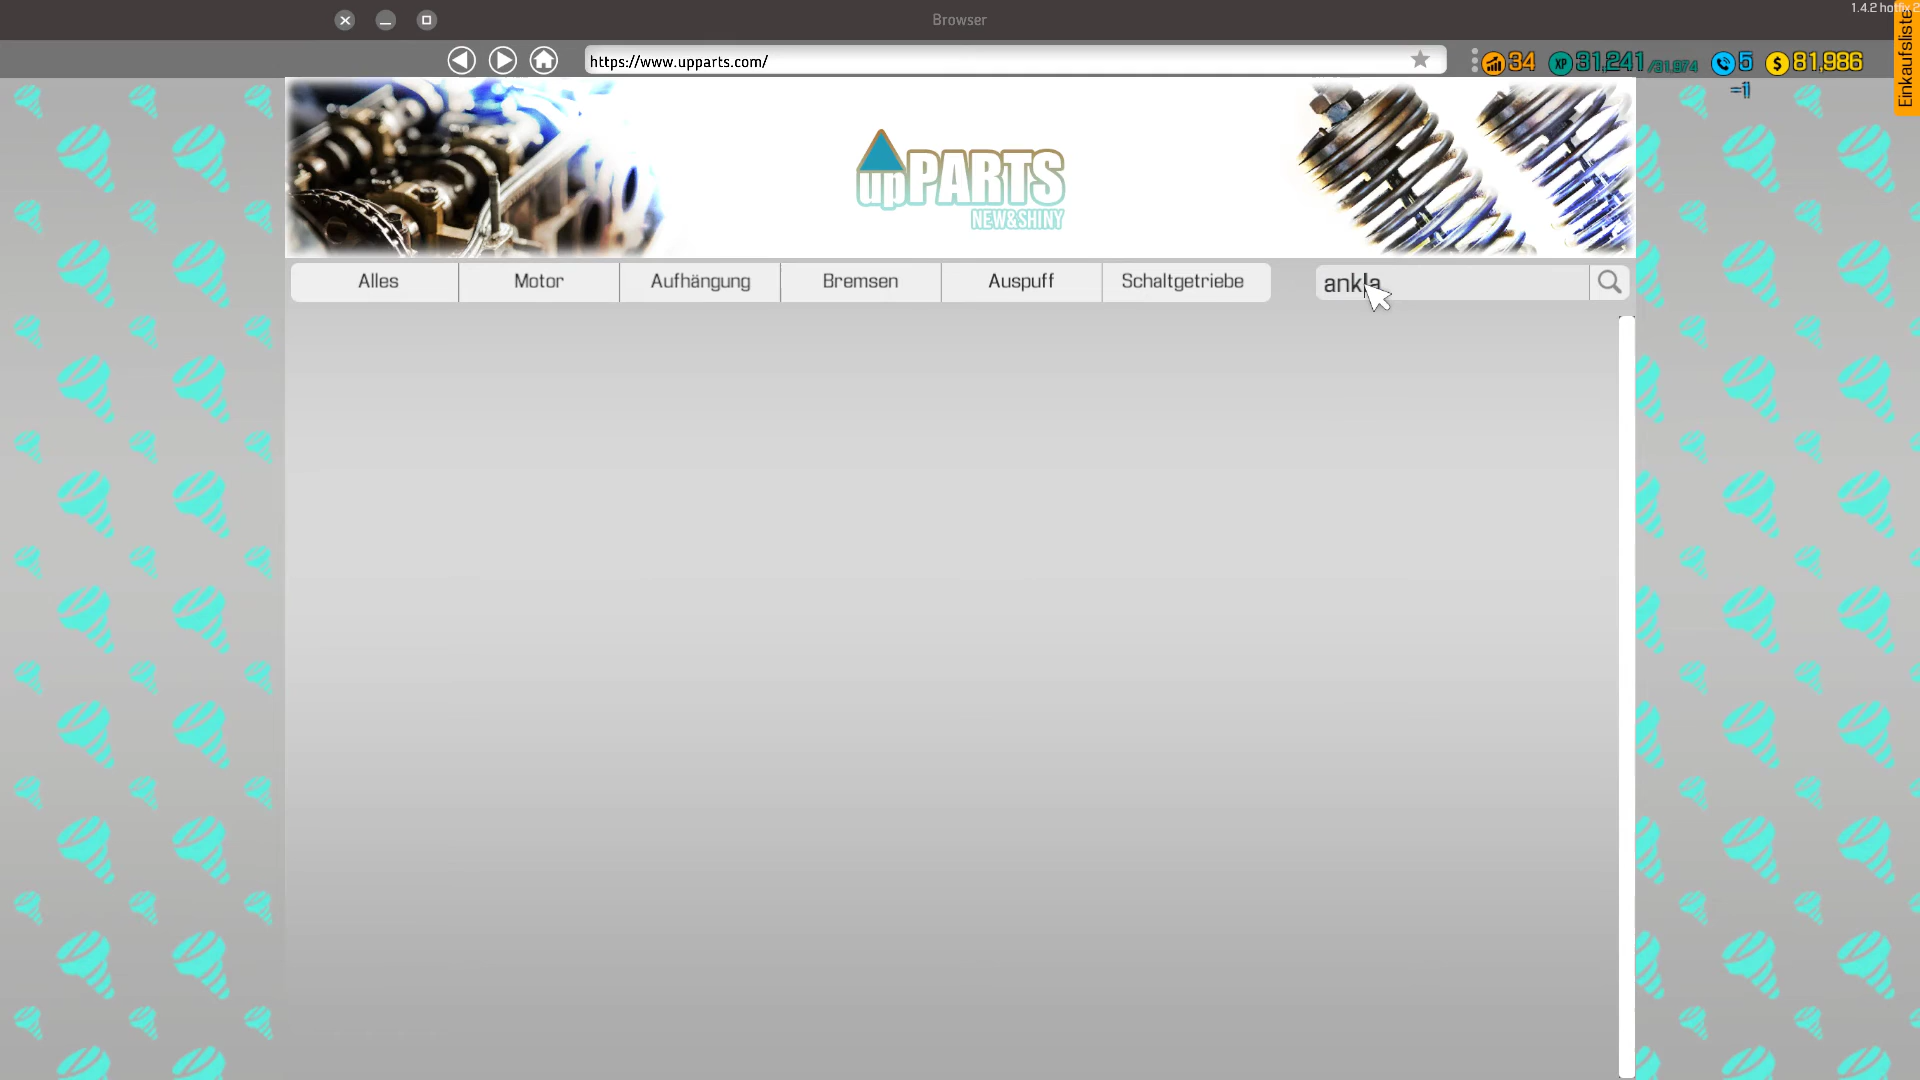 1.4.2 hotfix 2
Browser
https://www.upparts.com/
34
XP
31,241
/31,974
5
$
81,986
-1
Einkaufsliste
upPARTS
NEW&SHINY
Alles
Motor
Aufhängung
Bremsen
Auspuff
Schaltgetriebe
ankla